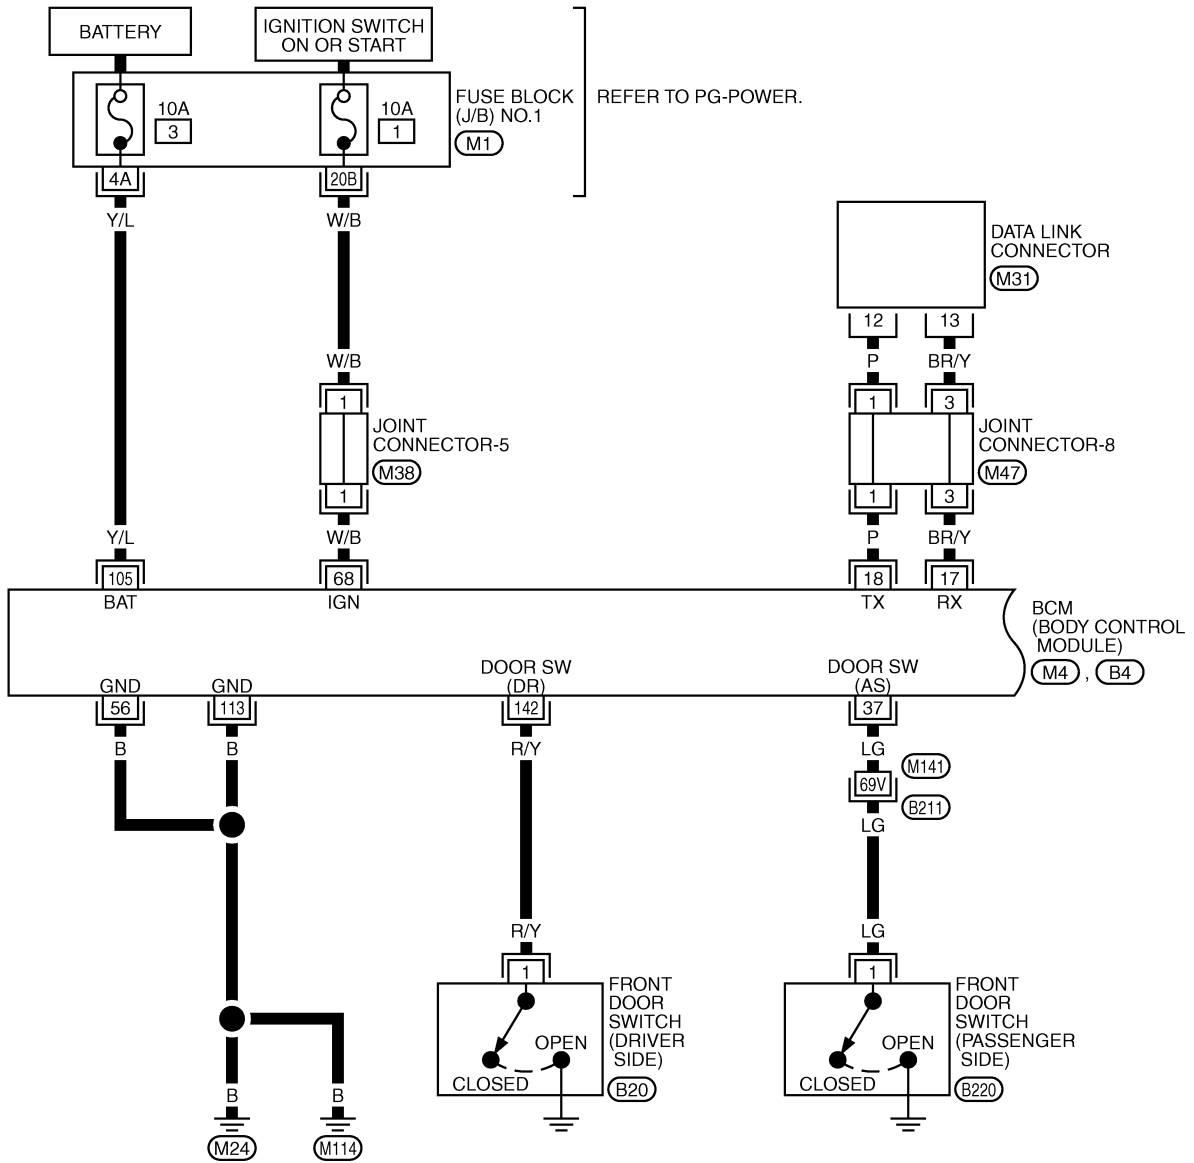 BATTERY
IGNITION SWITCH
ON OR START
10A
3
10A
1
FUSE BLOCK
(J/B) NO.1
M1
REFER TO PG-POWER.
4A
20B
Y/L
W/B
DATA LINK
CONNECTOR
M31
12
13
W/B
P
BR/Y
1
1
3
JOINT
CONNECTOR-5
M38
JOINT
CONNECTOR-8
M47
1
1
3
Y/L
W/B
P
BR/Y
105
68
18
17
BAT
IGN
TX
RX
BCM
(BODY CONTROL
MODULE)
M4 , B4
GND
GND
DOOR SW
(DR)
DOOR SW
(AS)
56
113
142
37
B
B
R/Y
LG
M141
69V
B211
LG
R/Y
LG
1
1
FRONT
DOOR
SWITCH
(DRIVER
SIDE)
B20
OPEN
CLOSED
FRONT
DOOR
SWITCH
(PASSENGER
SIDE)
B220
OPEN
CLOSED
B
B
M24
M114